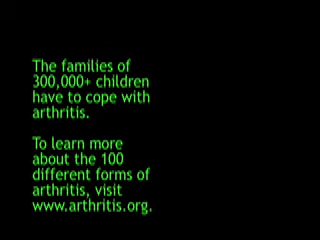 The families of
300,000+ children
have to cope with
arthritis.
To learn more
about the 100
different forms of
arthritis, visit
www.arthritis.org.